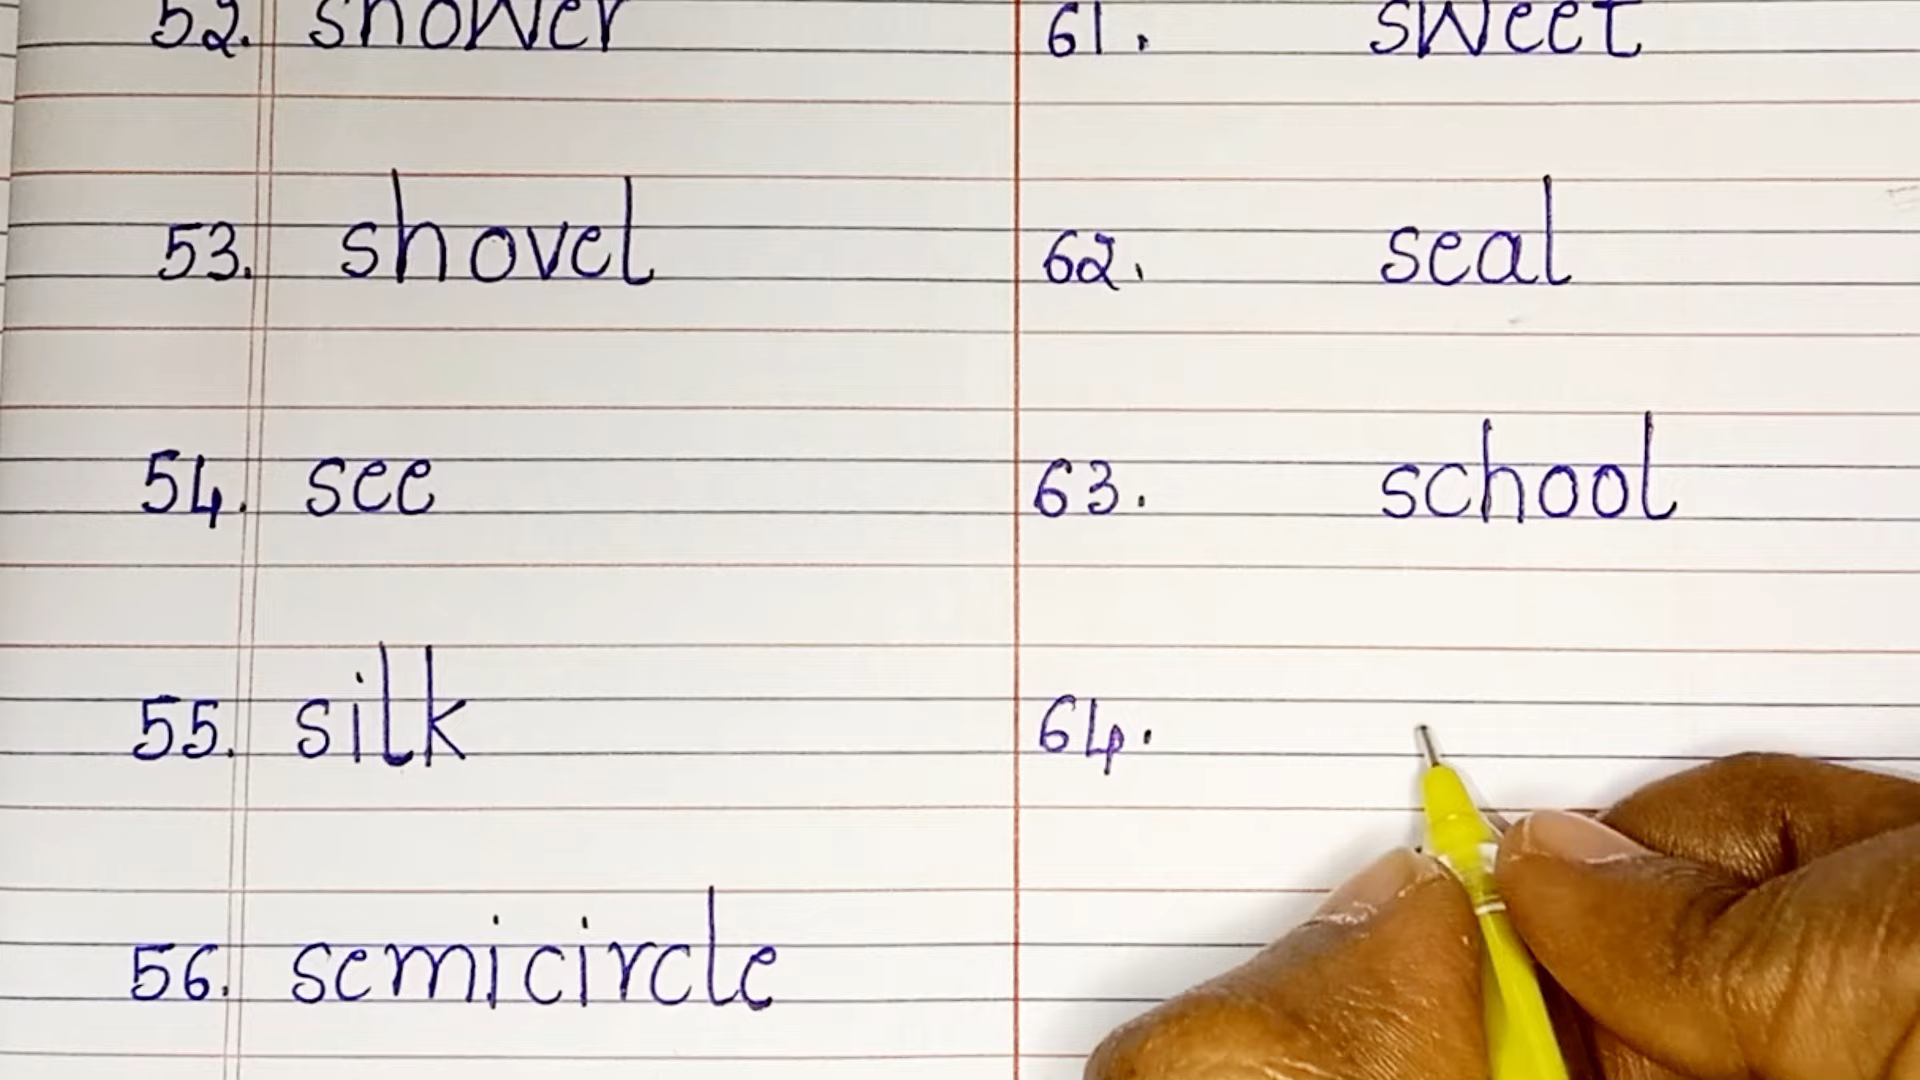 52. shower
53. shovel
54. see
55. silk
56. semicircle
61. sweet
62. seal
63. school
64.